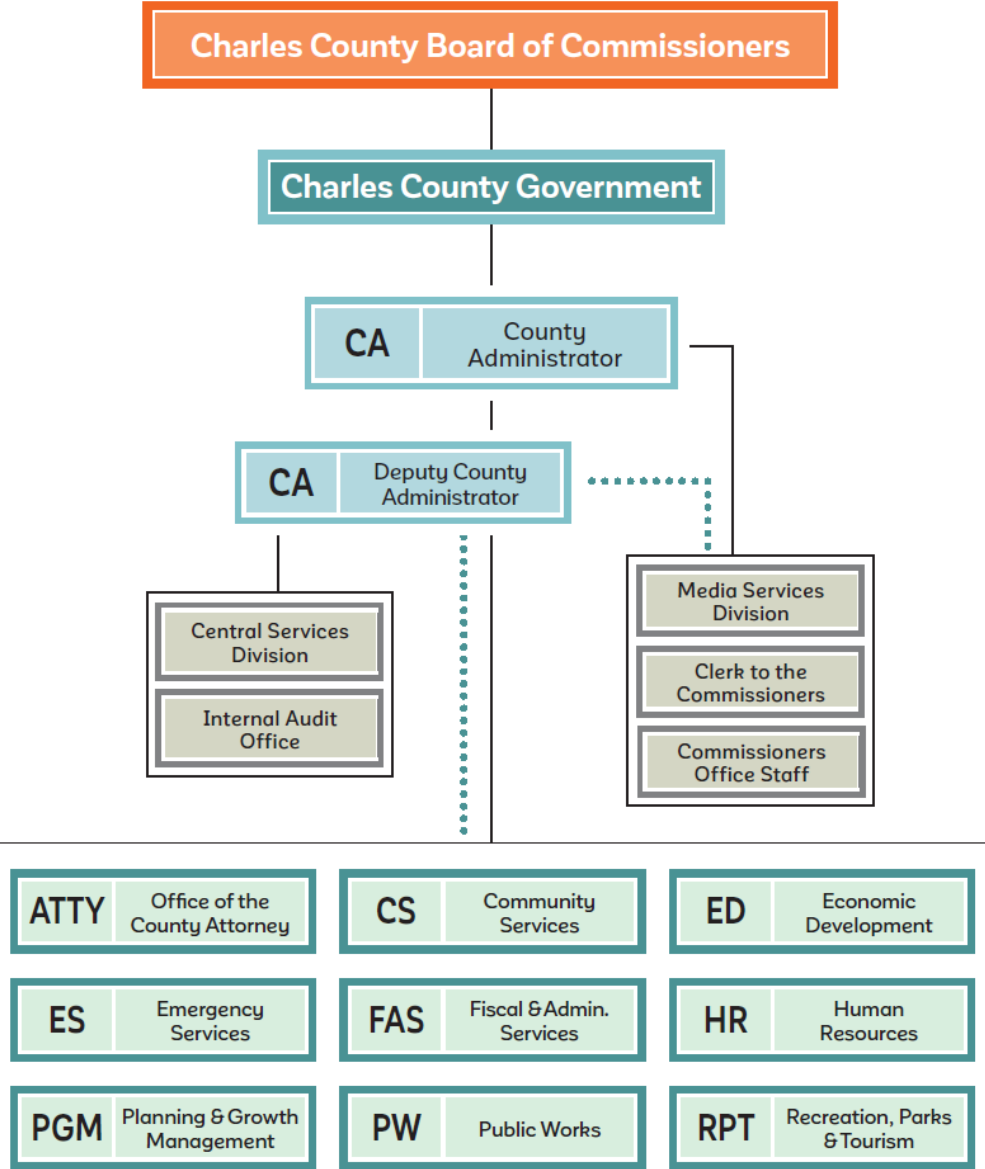 Charles County Board of Commissioners
Charles County Government
CA
County
Administrator
CA
Deputy County
Administrator
Central Services
Division
Internal Audit
Office
Media Services
Division
Clerk to the
Commissioners
Commissioners
Office Staff
ATTY
Office of the
County Attorney
CS
Community
Services
ED
Economic
Development
ES
Emergency
Services
FAS
Fiscal & Admin.
Services
HR
Human
Resources
PGM
Planning & Growth
Management
PW
Public Works
RPT
Recreation, Parks
& Tourism